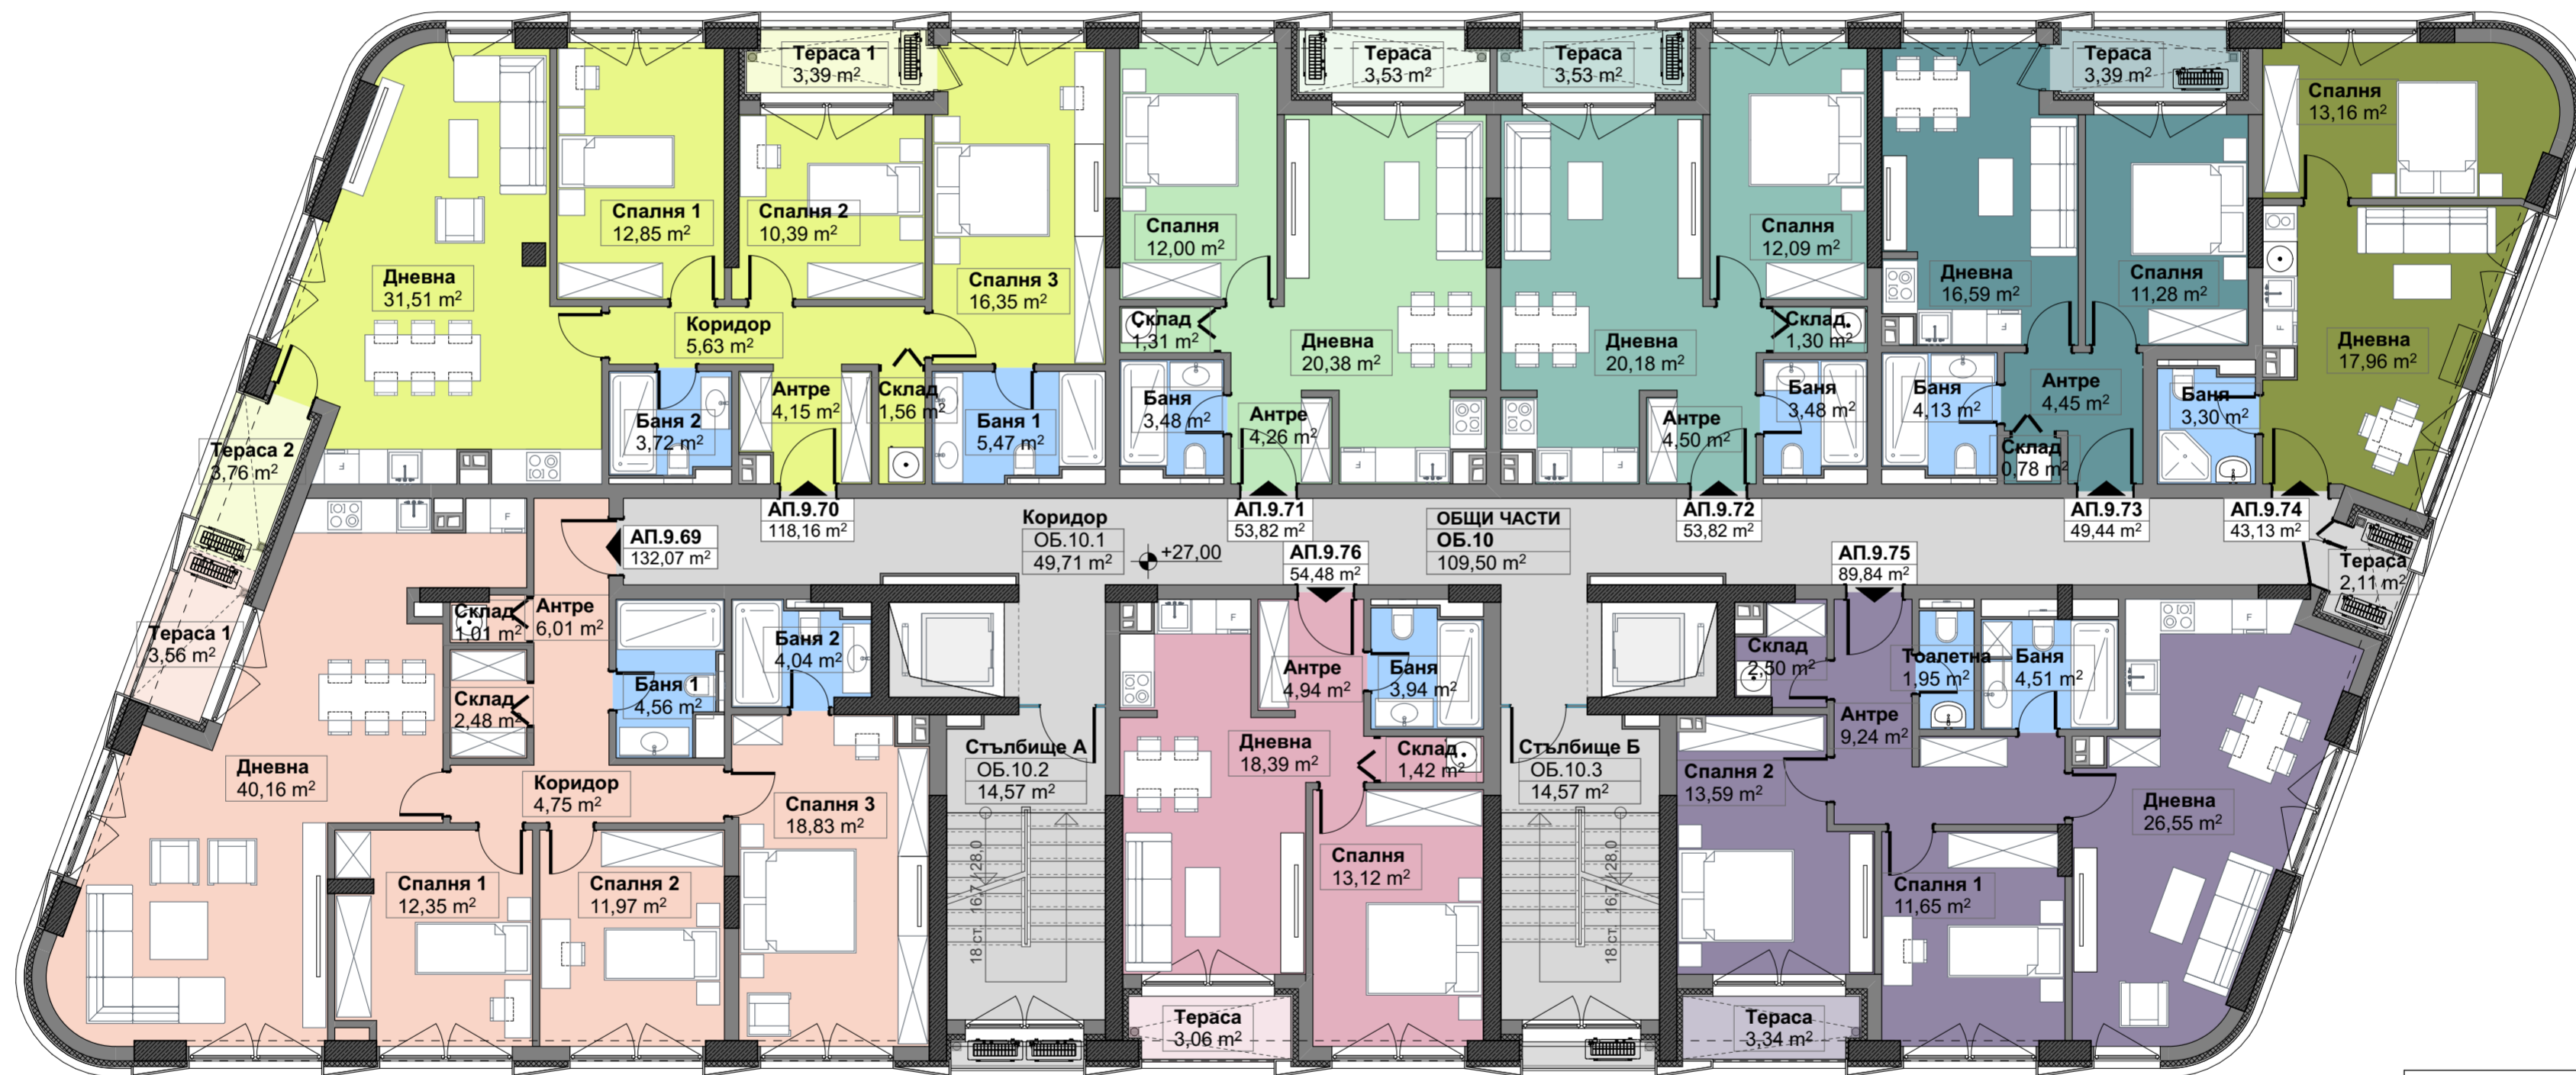 Тераса 1
3,39 m²
Тераса
3,53 m²
Тераса
3,53 m²
Тераса
3,39 m²
Спалня
13,16 m²
Спалня 1
12,85 m²
Спалня 2
10,39 m²
Спалня
12,00 m²
Спалня
12,09 m²
Дневна
31,51 m²
Спалня 3
16,35 m²
Дневна
16,59 m²
Спалня
11,28 m²
Коридор
5,63 m²
Склад
1,31 m²
Дневна
20,38 m²
Дневна
20,18 m²
Склад
1,30 m²
Дневна
17,96 m²
Антре
4,15 m²
Склад
1,56 m²
Баня 2
3,72 m²
Баня 1
5,47 m²
Баня
3,48 m²
Антре
4,26 m²
Антре
4,50 m²
Баня
3,48 m²
Баня
4,13 m²
Антре
4,45 m²
Баня
3,30 m²
Склад
0,78 m²
Тераса 2
3,76 m²
АП.9.70
118,16 m²
АП.9.71
53,82 m²
АП.9.72
53,82 m²
АП.9.73
49,44 m²
АП.9.74
43,13 m²
АП.9.69
132,07 m²
Коридор
ОБ.10.1
49,71 m²
+27,00
АП.9.76
54,48 m²
ОБЩИ ЧАСТИ
ОБ.10
109,50 m²
АП.9.75
89,84 m²
Тераса
2,11 m²
Тераса 1
3,56 m²
Склад
1,01 m²
Антре
6,01 m²
Баня 2
4,04 m²
Склад
2,48 m²
Баня 1
4,56 m²
Антре
4,94 m²
Баня
3,94 m²
Склад
2,50 m²
Тоалетна
1,95 m²
Баня
4,51 m²
Антре
9,24 m²
Дневна
40,16 m²
Коридор
4,75 m²
Спалня 3
18,83 m²
Стълбище А
ОБ.10.2
14,57 m²
Дневна
18,39 m²
Склад
1,42 m²
Стълбище Б
ОБ.10.3
14,57 m²
Спалня 2
13,59 m²
Дневна
26,55 m²
Спалня 1
12,35 m²
Спалня 2
11,97 m²
18 ст. 16,7 / 28,0
Спалня
13,12 m²
18 ст. 16,7 / 28,0
Спалня 1
11,65 m²
Тераса
3,06 m²
Тераса
3,34 m²
F
F
F
F
F
F
F
F
F